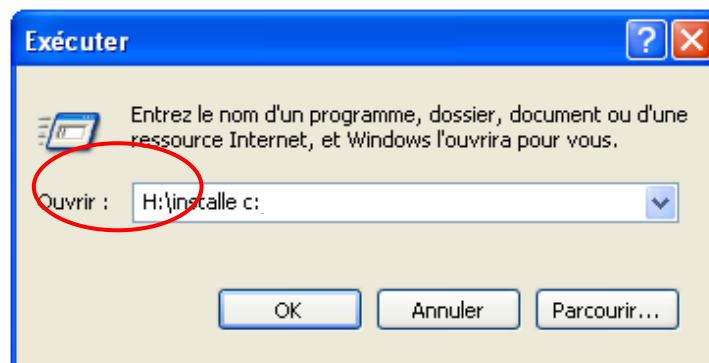 Exécuter
Entrez le nom d'un programme, dossier, document ou d'une
ressource Internet, et Windows l'ouvrira pour vous.
Ouvrir : H:\installe c:
OK Annuler Parcourir...